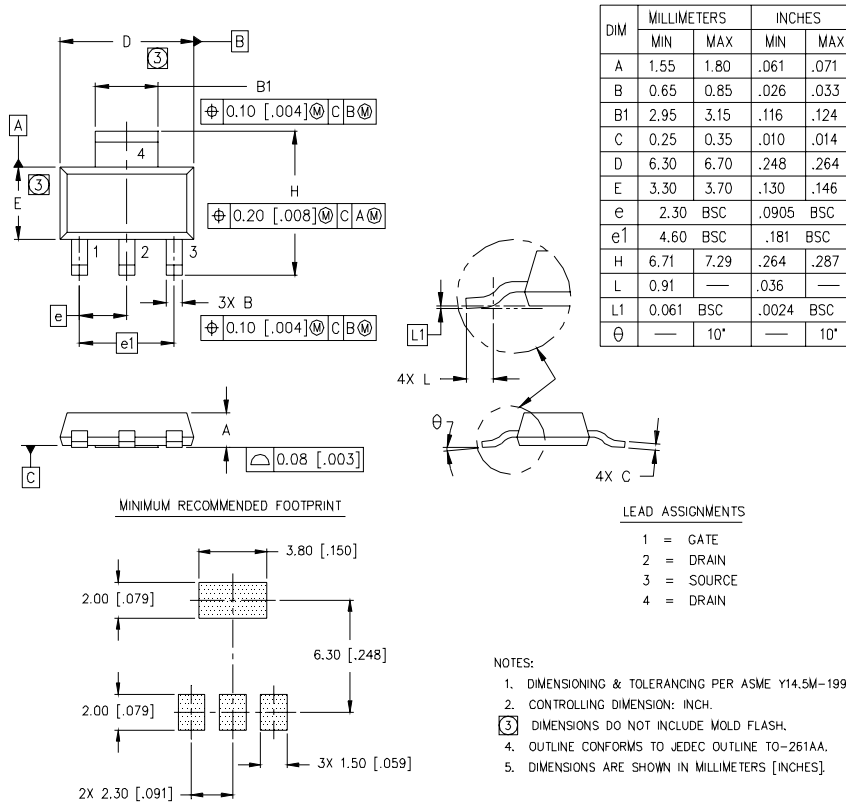 D
B
3
B1
⌖ 0.10 [.004]Ⓜ C BⓂ
A
4
3
E
H
⌖ 0.20 [.008]Ⓜ C AⓂ
1 2 3
3X B
e
⌖ 0.10 [.004]Ⓜ C BⓂ
e1
L1
4X L
θ
A
C
⌓ 0.08 [.003]
4X C
DIM MILLIMETERS INCHES
MIN MAX MIN MAX
A 1.55 1.80 .061 .071
B 0.65 0.85 .026 .033
B1 2.95 3.15 .116 .124
C 0.25 0.35 .010 .014
D 6.30 6.70 .248 .264
E 3.30 3.70 .130 .146
e 2.30 BSC .0905 BSC
e1 4.60 BSC .181 BSC
H 6.71 7.29 .264 .287
L 0.91 — .036 —
L1 0.061 BSC .0024 BSC
θ — 10° — 10°
MINIMUM RECOMMENDED FOOTPRINT
3.80 [.150]
2.00 [.079]
6.30 [.248]
2.00 [.079]
3X 1.50 [.059]
2X 2.30 [.091]
LEAD ASSIGNMENTS
1 = GATE
2 = DRAIN
3 = SOURCE
4 = DRAIN
NOTES:
1. DIMENSIONING & TOLERANCING PER ASME Y14.5M-199
2. CONTROLLING DIMENSION: INCH.
3 DIMENSIONS DO NOT INCLUDE MOLD FLASH.
4. OUTLINE CONFORMS TO JEDEC OUTLINE TO-261AA.
5. DIMENSIONS ARE SHOWN IN MILLIMETERS [INCHES].